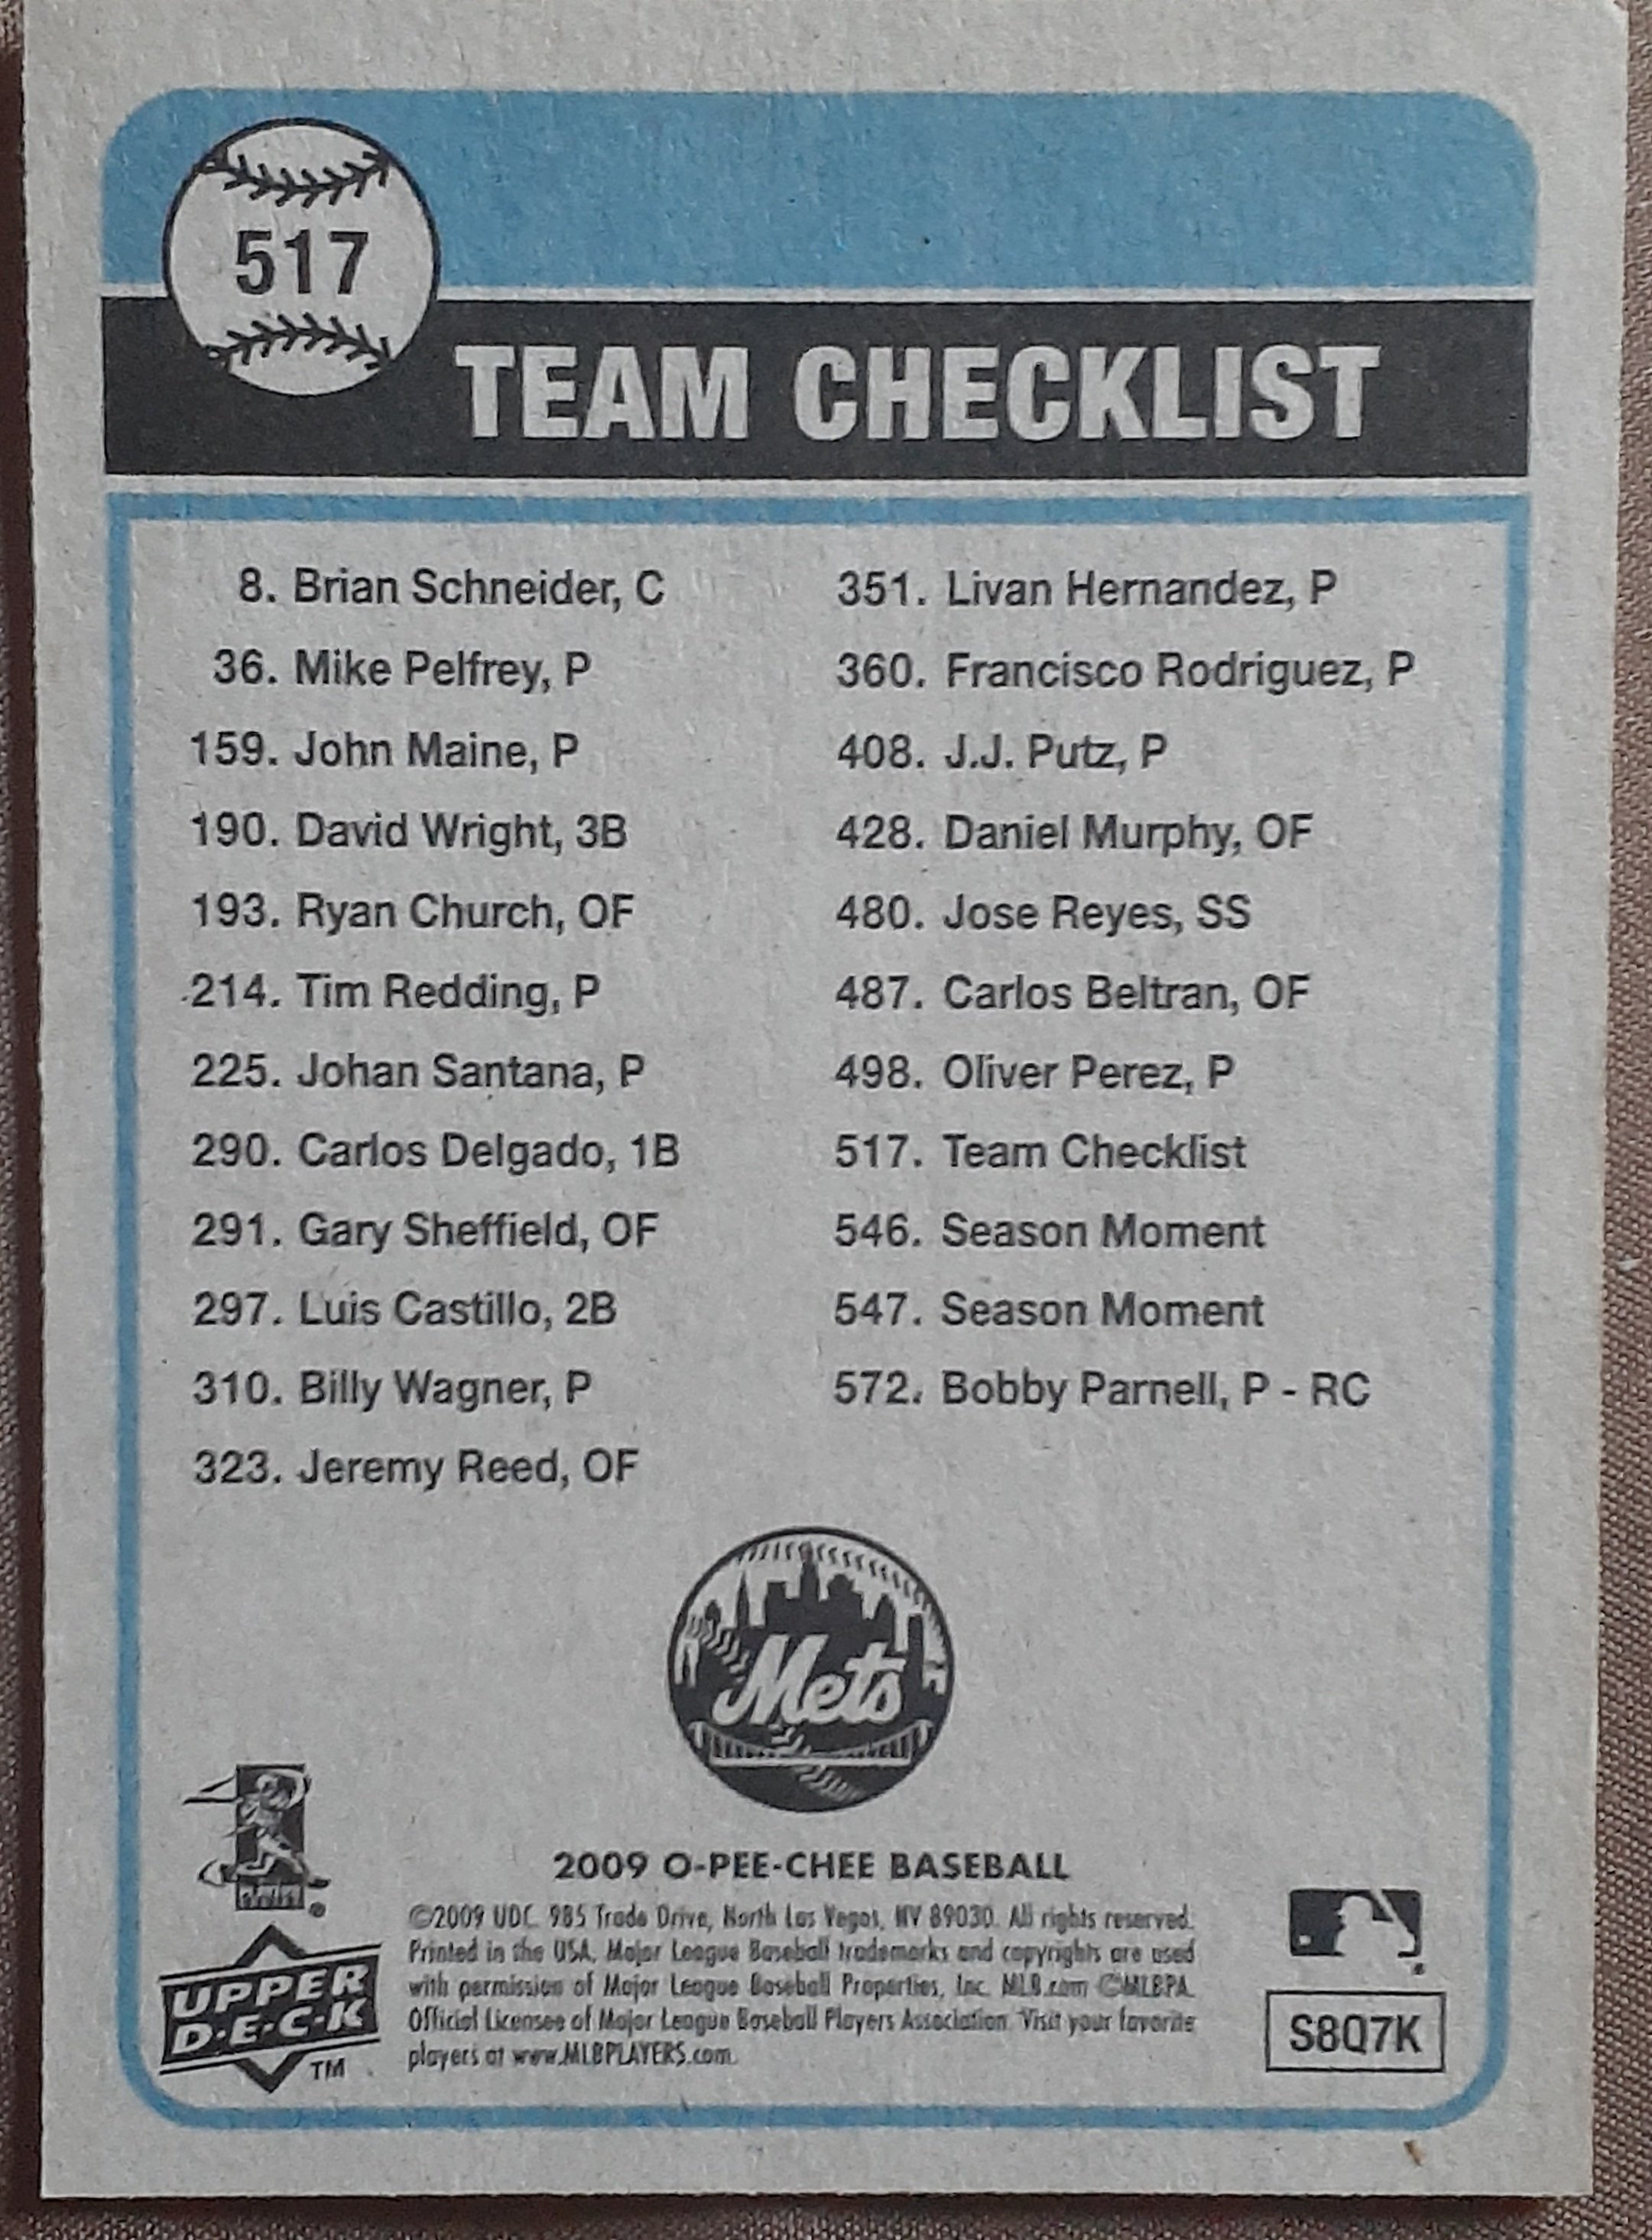 517
TEAM CHECKLIST
8. Brian Schneider, C
36. Mike Pelfrey, P
159. John Maine, P
190. David Wright, 3B
193. Ryan Church, OF
214. Tim Redding, P
225. Johan Santana, P
290. Carlos Delgado, 1B
291. Gary Sheffield, OF
297. Luis Castillo, 2B
310. Billy Wagner, P
323. Jeremy Reed, OF
351. Livan Hernandez, P
360. Francisco Rodriguez, P
408. J.J. Putz, P
428. Daniel Murphy, OF
480. Jose Reyes, SS
487. Carlos Beltran, OF
498. Oliver Perez, P
517. Team Checklist
546. Season Moment
547. Season Moment
572. Bobby Parnell, P - RC
Mets
2009 O-PEE-CHEE BASEBALL
©2009 UDC. 985 Trade Drive, North Las Vegas, NV 89030. All rights reserved.
Printed in the USA. Major League Baseball trademarks and copyrights are used
with permission of Major League Baseball Properties, Inc. MLB.com ©MLBPA.
Official Licensee of Major League Baseball Players Association. Visit your favorite
players at www.MLBPLAYERS.com.
UPPER
D·E·C·K
TM
S8Q7K